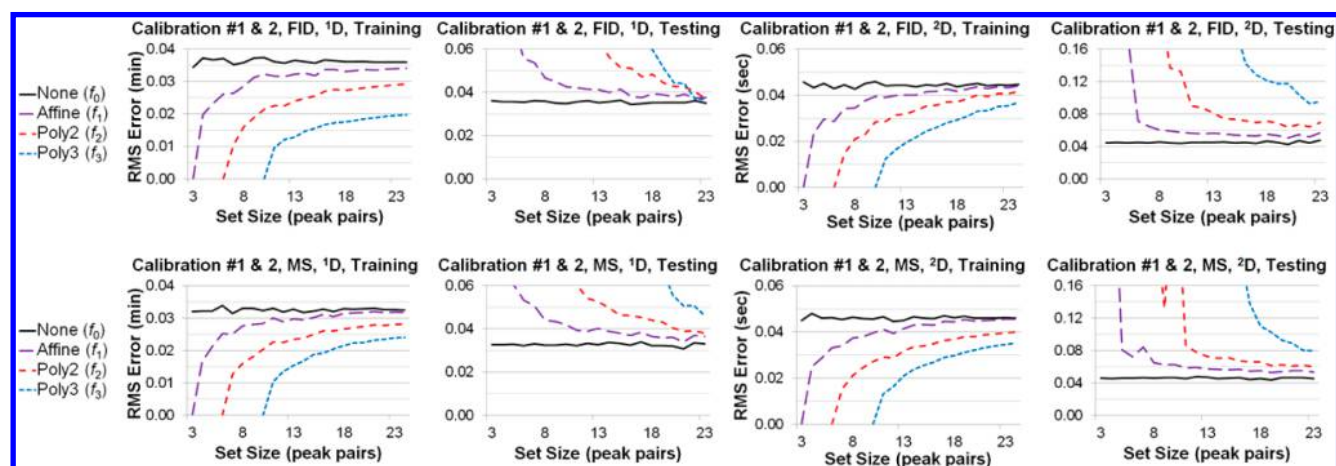 Calibration #1 & 2, FID, ¹D, Training
None (f₀)
Affine (f₁)
Poly2 (f₂)
Poly3 (f₃)
RMS Error (min)
0.04
0.03
0.02
0.01
0.00
3 8 13 18 23
Set Size (peak pairs)
Calibration #1 & 2, FID, ¹D, Testing
0.06
0.04
0.02
0.00
3 8 13 18 23
Set Size (peak pairs)
Calibration #1 & 2, FID, ²D, Training
RMS Error (sec)
0.06
0.04
0.02
0.00
3 8 13 18 23
Set Size (peak pairs)
Calibration #1 & 2, FID, ²D, Testing
0.16
0.12
0.08
0.04
0.00
3 8 13 18 23
Set Size (peak pairs)
Calibration #1 & 2, MS, ¹D, Training
None (f₀)
Affine (f₁)
Poly2 (f₂)
Poly3 (f₃)
RMS Error (min)
0.04
0.03
0.02
0.01
0.00
3 8 13 18 23
Set Size (peak pairs)
Calibration #1 & 2, MS, ¹D, Testing
0.06
0.04
0.02
0.00
3 8 13 18 23
Set Size (peak pairs)
Calibration #1 & 2, MS, ²D, Training
RMS Error (sec)
0.06
0.04
0.02
0.00
3 8 13 18 23
Set Size (peak pairs)
Calibration #1 & 2, MS, ²D, Testing
0.16
0.12
0.08
0.04
0.00
3 8 13 18 23
Set Size (peak pairs)